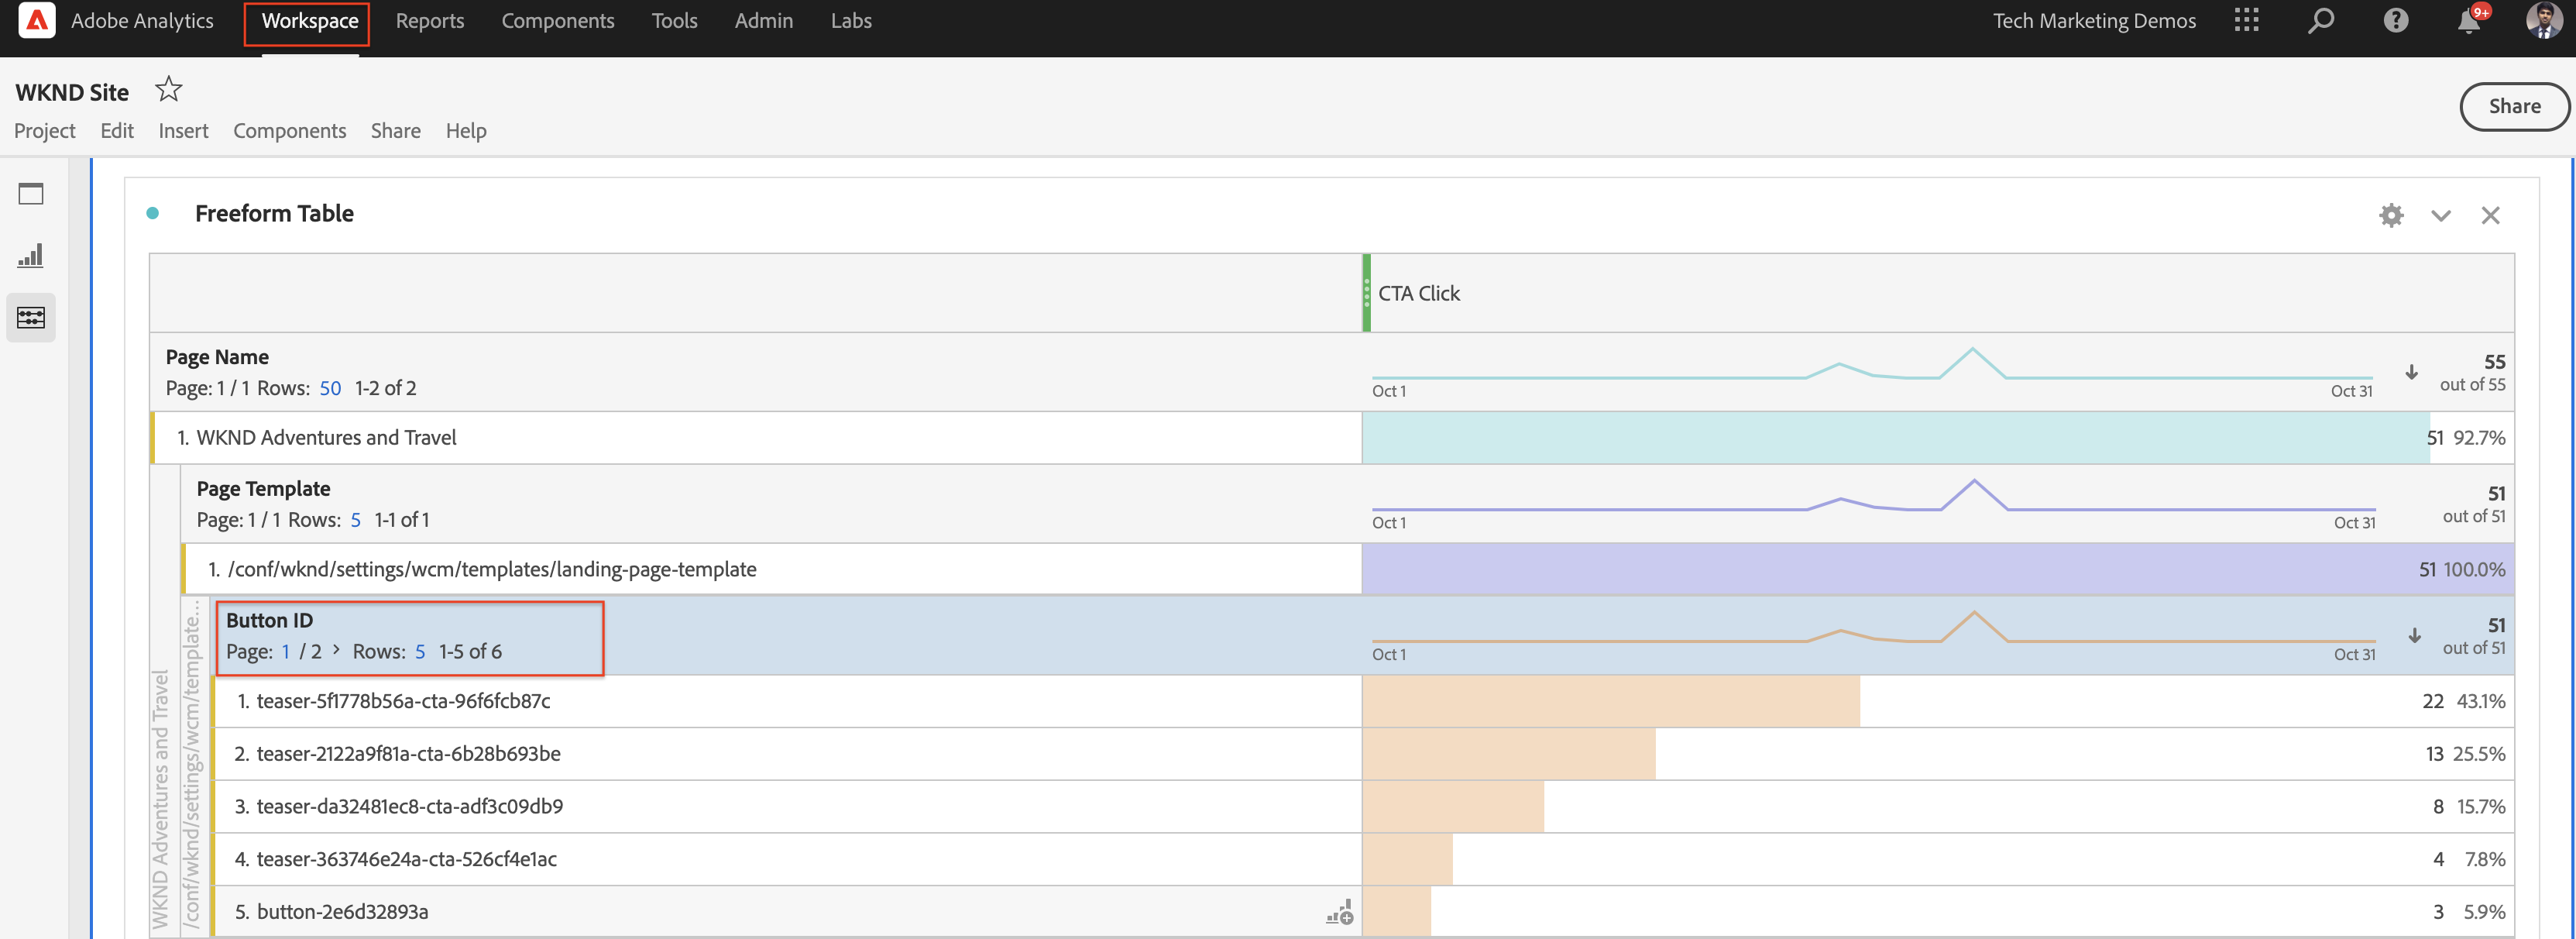 Adobe Analytics Workspace Reports Components Tools Admin Labs Tech Marketing Demos 9+
WKND Site
Share
Project Edit Insert Components Share Help
Freeform Table
CTA Click
Page Name
Page: 1 / 1 Rows: 50 1-2 of 2
Oct 1 Oct 31
55
out of 55
1. WKND Adventures and Travel 51 92.7%
Page Template
Page: 1 / 1 Rows: 5 1-1 of 1
Oct 1 Oct 31
51
out of 51
1. /conf/wknd/settings/wcm/templates/landing-page-template 51 100.0%
Button ID
Page: 1 / 2 > Rows: 5 1-5 of 6
Oct 1 Oct 31
51
out of 51
1. teaser-5f1778b56a-cta-96f6fcb87c 22 43.1%
2. teaser-2122a9f81a-cta-6b28b693be 13 25.5%
3. teaser-da32481ec8-cta-adf3c09db9 8 15.7%
4. teaser-363746e24a-cta-526cf4e1ac 4 7.8%
5. button-2e6d32893a 3 5.9%
WKND Adventures and Travel
/conf/wknd/settings/wcm/template...